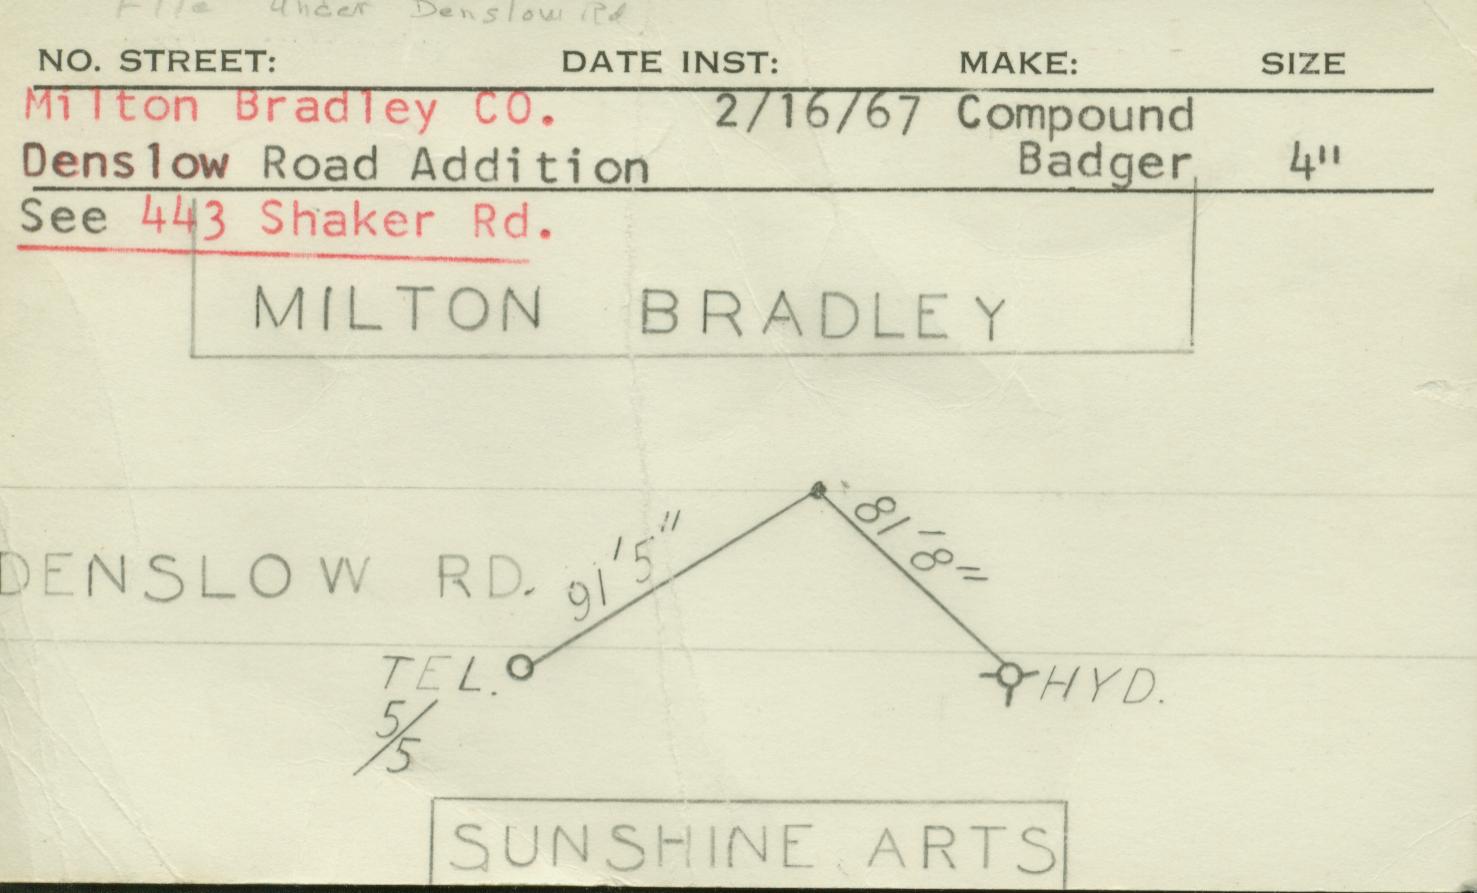 File Under Denslow Rd
NO. STREET: DATE INST: MAKE: SIZE
Milton Bradley CO. 2/16/67 Compound
Denslow Road Addition Badger 4"
See 443 Shaker Rd.
MILTON BRADLEY
91'5"
81-8=
DENSLOW RD.
TEL.
5/5
HYD.
SUNSHINE ARTS